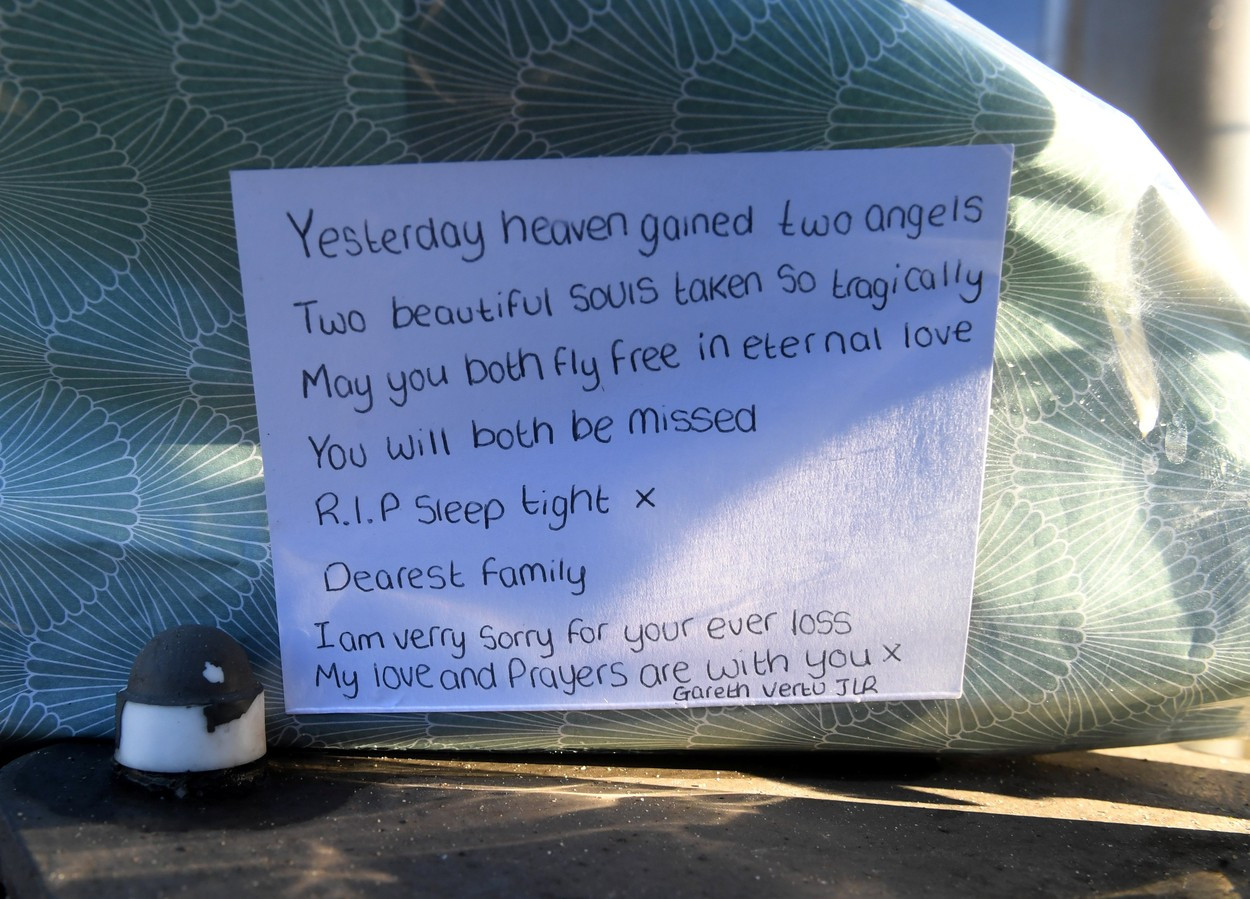 Yesterday heaven gained two angels
Two beautiful souls taken so tragically
May you both fly free in eternal love
You will both be missed
R.I.P Sleep tight x
Dearest family
I am verry sorry for your ever loss
My love and Prayers are with you x
Gareth Vertu JLR